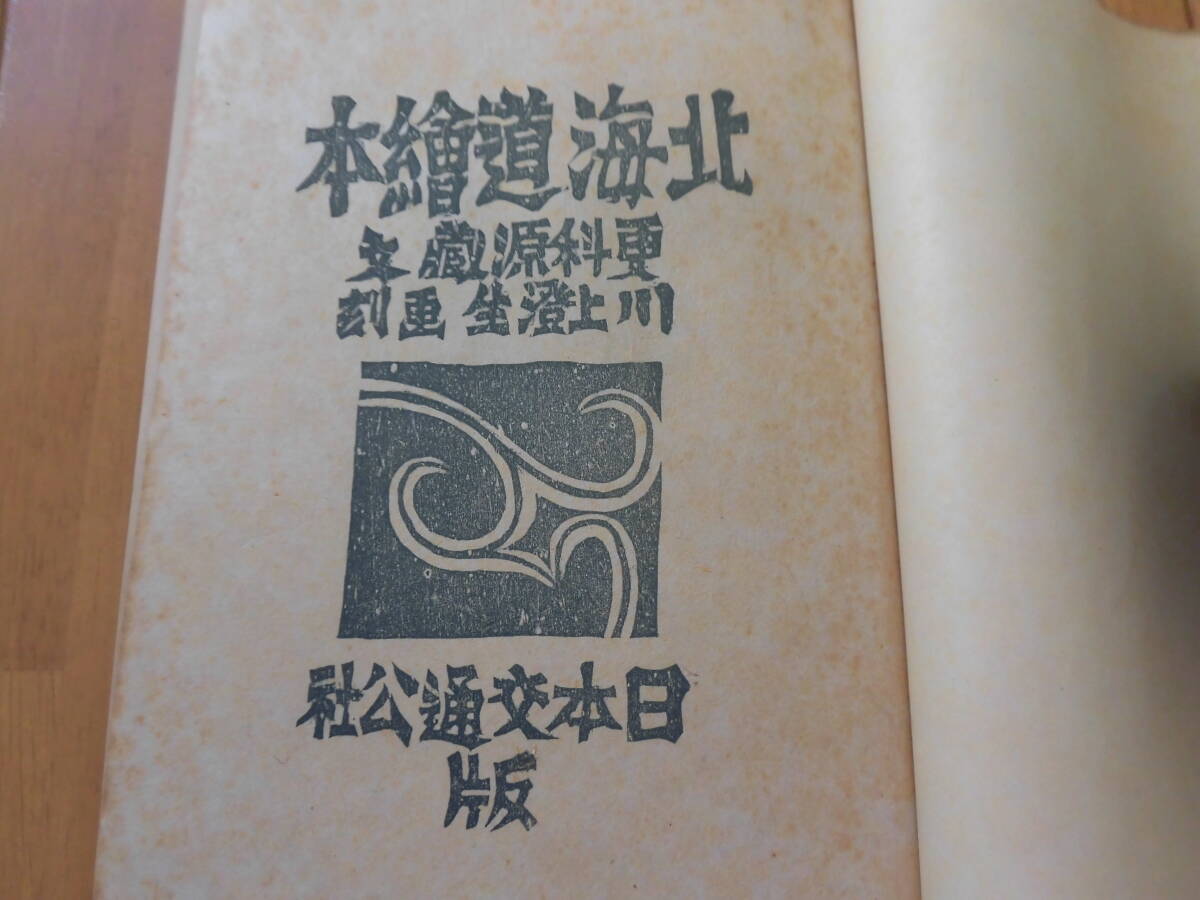 北海道繪本
更科源藏 文
川上澄生 画刻
日本交通公社
版